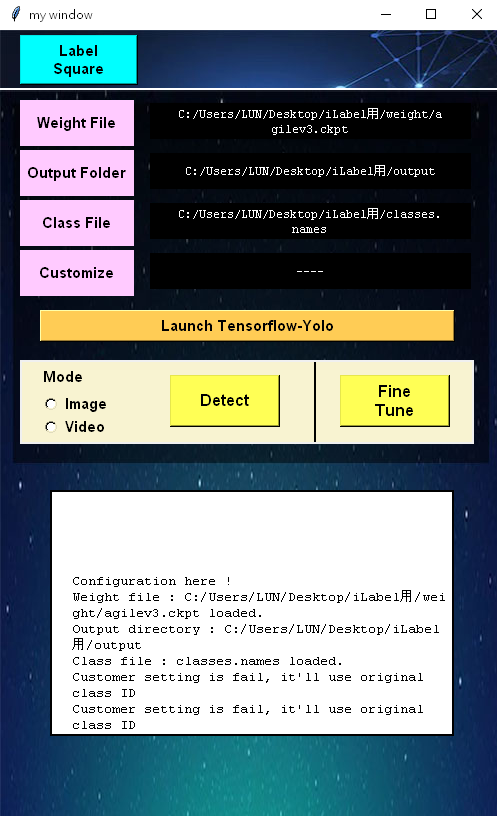 my window
Label
Square
Weight File
C:/Users/LUN/Desktop/iLabel用/weight/a
gilev3.ckpt
Output Folder
C:/Users/LUN/Desktop/iLabel用/output
Class File
C:/Users/LUN/Desktop/iLabel用/classes.
names
Customize
----
Launch Tensorflow-Yolo
Mode
Image
Video
Detect
Fine
Tune
Configuration here !
Weight file : C:/Users/LUN/Desktop/iLabel用/wei
ght/agilev3.ckpt loaded.
Output directory : C:/Users/LUN/Desktop/iLabel
用/output
Class file : classes.names loaded.
Customer setting is fail, it'll use original
class ID
Customer setting is fail, it'll use original
class ID